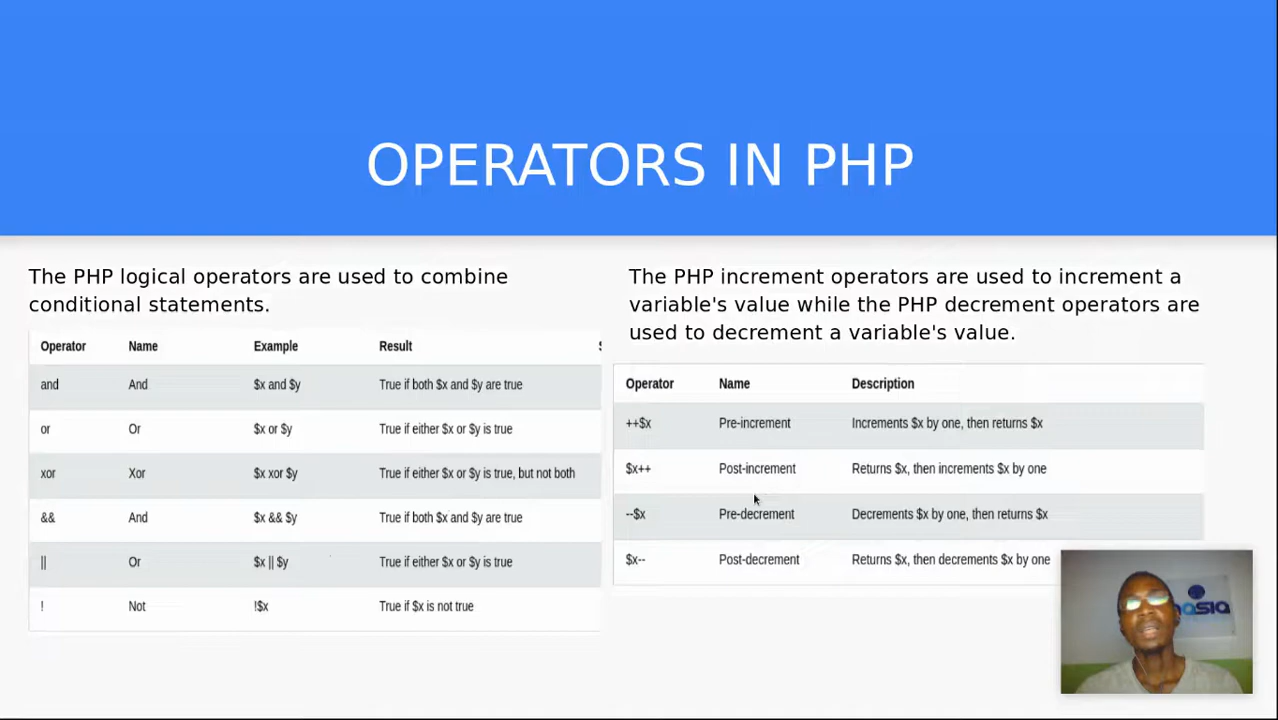 OPERATORS IN PHP
The PHP logical operators are used to combine
conditional statements.
Operator Name Example Result
and And $x and $y True if both $x and $y are true
or Or $x or $y True if either $x or $y is true
xor Xor $x xor $y True if either $x or $y is true, but not both
&& And $x && $y True if both $x and $y are true
|| Or $x || $y True if either $x or $y is true
! Not !$x True if $x is not true
The PHP increment operators are used to increment a
variable's value while the PHP decrement operators are
used to decrement a variable's value.
Operator Name Description
++$x Pre-increment Increments $x by one, then returns $x
$x++ Post-increment Returns $x, then increments $x by one
--$x Pre-decrement Decrements $x by one, then returns $x
$x-- Post-decrement Returns $x, then decrements $x by one